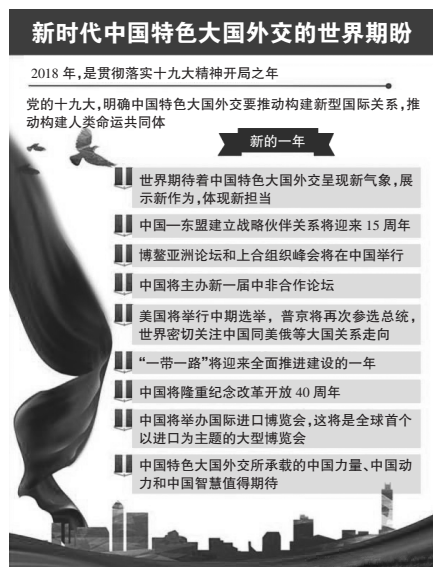 新时代中国特色大国外交的世界期盼
2018 年，是贯彻落实十九大精神开局之年
党的十九大，明确中国特色大国外交要推动构建新型国际关系，推
动构建人类命运共同体
新的一年
世界期待着中国特色大国外交呈现新气象，展
示新作为，体现新担当
中国—东盟建立战略伙伴关系将迎来 15 周年
博鳌亚洲论坛和上合组织峰会将在中国举行
中国将主办新一届中非合作论坛
美国将举行中期选举，普京将再次参选总统，
世界密切关注中国同美俄等大国关系走向
“一带一路”将迎来全面推进建设的一年
中国将隆重纪念改革开放 40 周年
中国将举办国际进口博览会，这将是全球首个
以进口为主题的大型博览会
中国特色大国外交所承载的中国力量、中国动
力和中国智慧值得期待